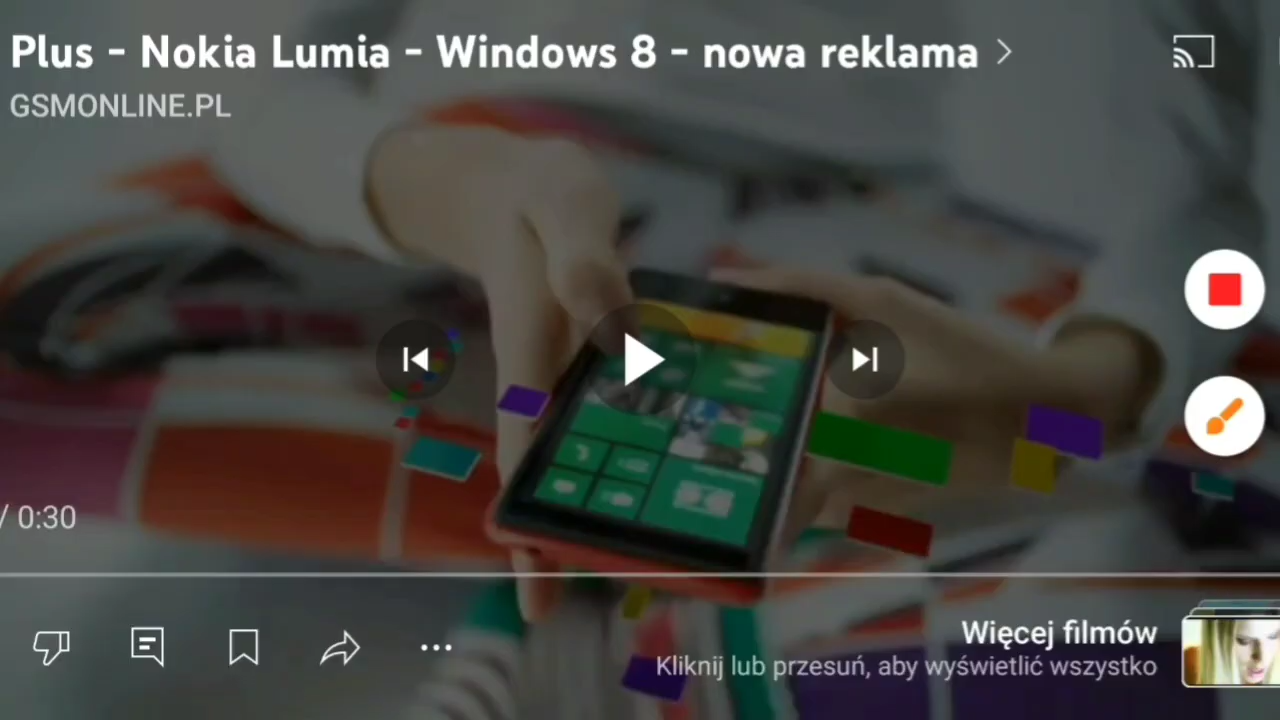 Plus - Nokia Lumia - Windows 8 - nowa reklama
GSMONLINE.PL
/ 0:30
Więcej filmów
Kliknij lub przesuń, aby wyświetlić wszystko